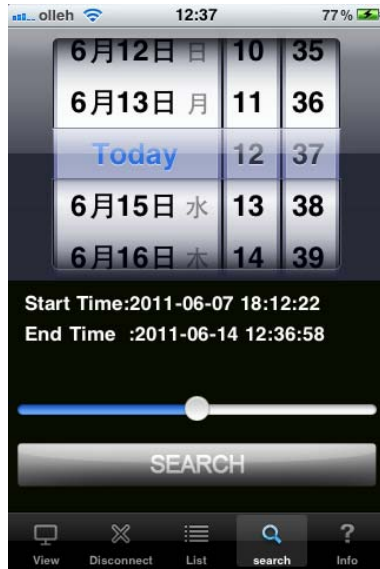 olleh 12:37 77%
6月12日 日 10 35
6月13日 月 11 36
Today 12 37
6月15日 水 13 38
6月16日 木 14 39
Start Time:2011-06-07 18:12:22
End Time :2011-06-14 12:36:58
SEARCH
View Disconnect List search Info